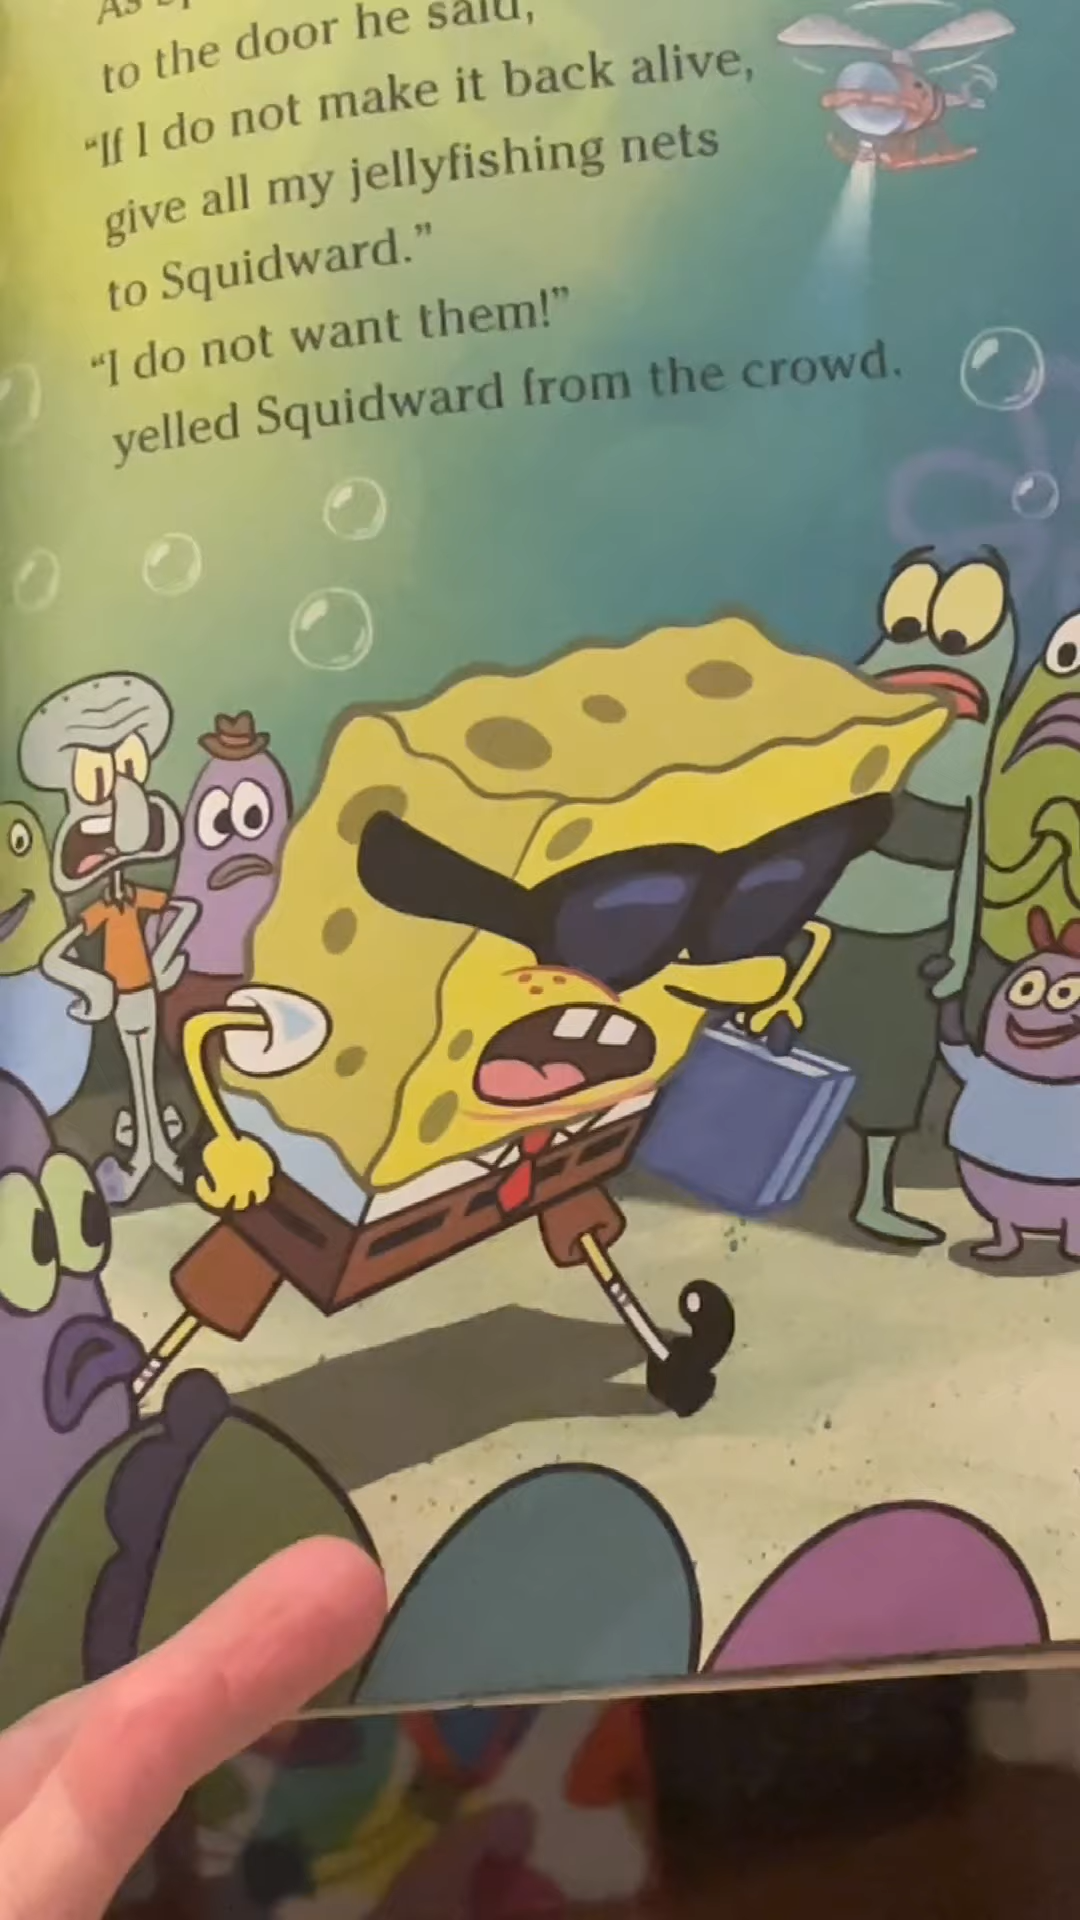 As
to the door he said,
“If I do not make it back alive,
give all my jellyfishing nets
to Squidward.”
“I do not want them!”
yelled Squidward from the crowd.